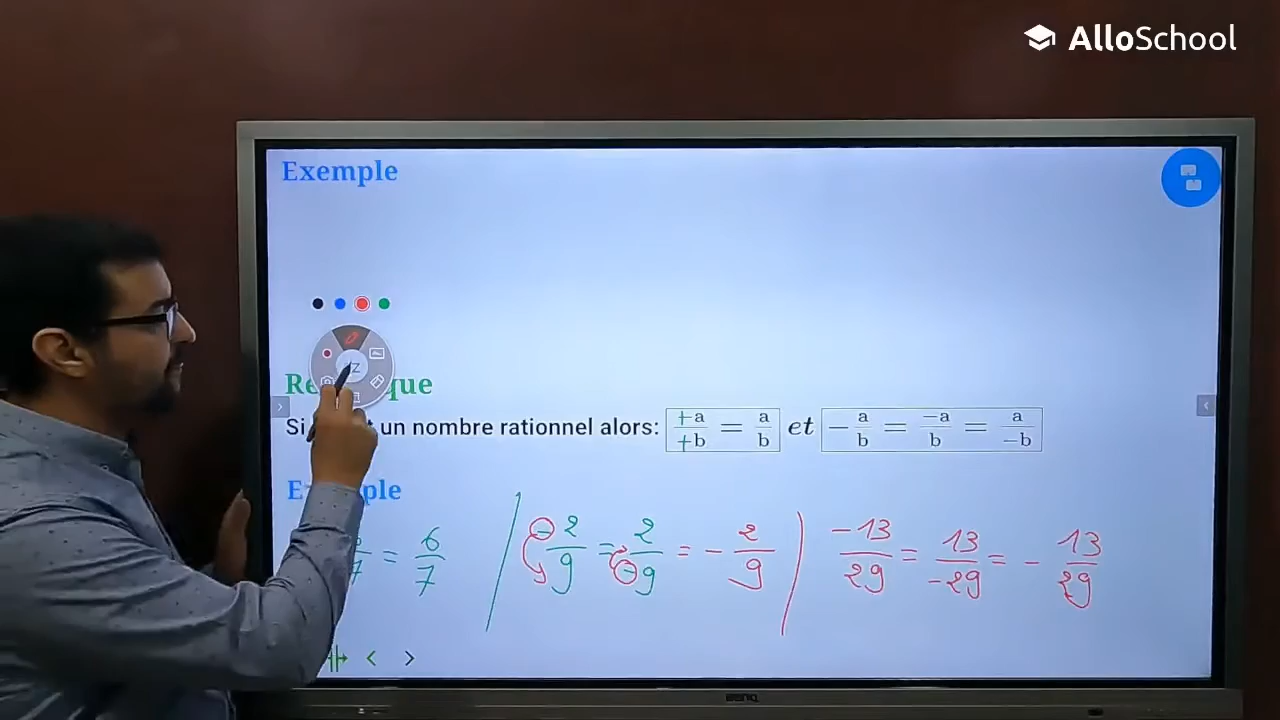 AlloSchool
Exemple
Si un nombre rationnel alors: +a/+b = a/b et -a/b = -a/b = a/-b
= 6/7 | -2/9 = 2/-9 = - 2/9 | -13/29 = 13/-29 = - 13/29
< >
BenQ